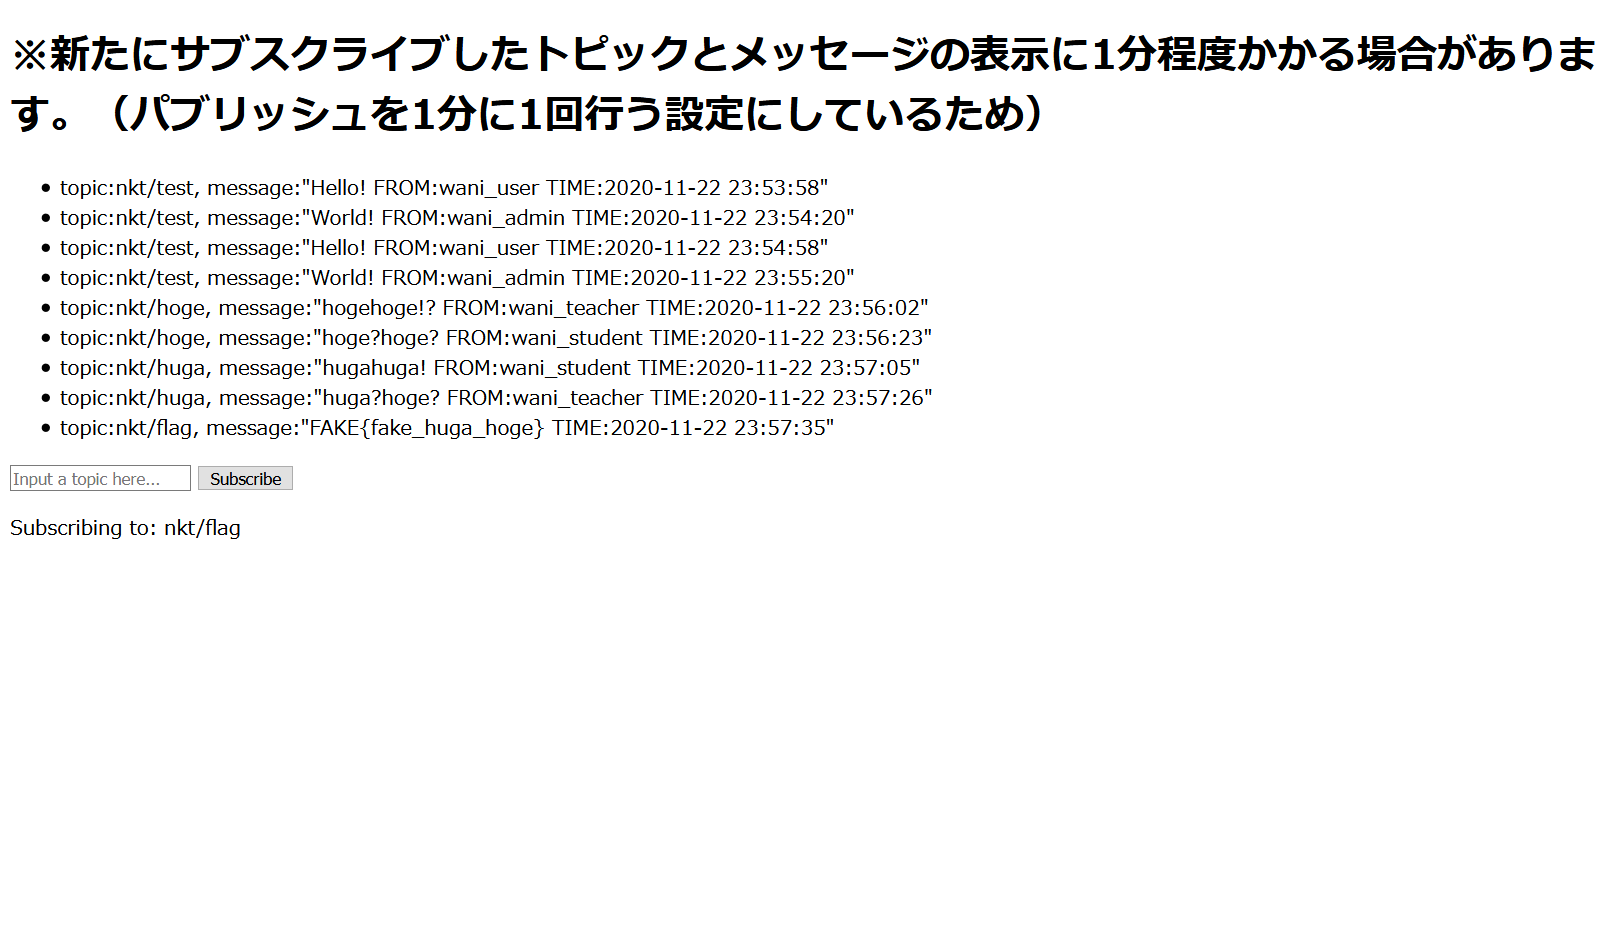 ※新たにサブスクライブしたトピックとメッセージの表示に1分程度かかる場合がありま
す。（パブリッシュを1分に1回行う設定にしているため）
topic:nkt/test, message:"Hello! FROM:wani_user TIME:2020-11-22 23:53:58"
topic:nkt/test, message:"World! FROM:wani_admin TIME:2020-11-22 23:54:20"
topic:nkt/test, message:"Hello! FROM:wani_user TIME:2020-11-22 23:54:58"
topic:nkt/test, message:"World! FROM:wani_admin TIME:2020-11-22 23:55:20"
topic:nkt/hoge, message:"hogehoge!? FROM:wani_teacher TIME:2020-11-22 23:56:02"
topic:nkt/hoge, message:"hoge?hoge? FROM:wani_student TIME:2020-11-22 23:56:23"
topic:nkt/huga, message:"hugahuga! FROM:wani_student TIME:2020-11-22 23:57:05"
topic:nkt/huga, message:"huga?hoge? FROM:wani_teacher TIME:2020-11-22 23:57:26"
topic:nkt/flag, message:"FAKE{fake_huga_hoge} TIME:2020-11-22 23:57:35"
Input a topic here... Subscribe
Subscribing to: nkt/flag